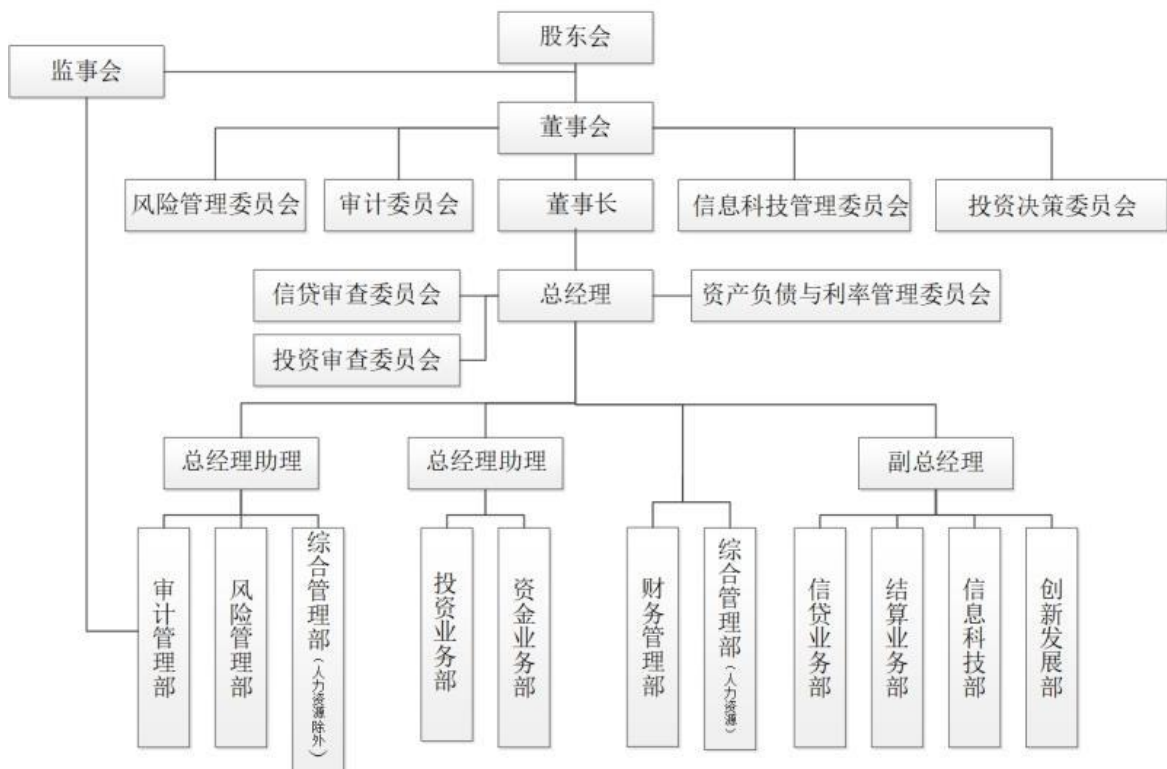 股东会
监事会
董事会
风险管理委员会
审计委员会
董事长
信息科技管理委员会
投资决策委员会
信贷审查委员会
总经理
资产负债与利率管理委员会
投资审查委员会
总经理助理
总经理助理
副总经理
审计管理部
风险管理部
综合管理部（人力资源除外）
投资业务部
资金业务部
财务管理部
综合管理部（人力资源）
信贷业务部
结算业务部
信息科技部
创新发展部